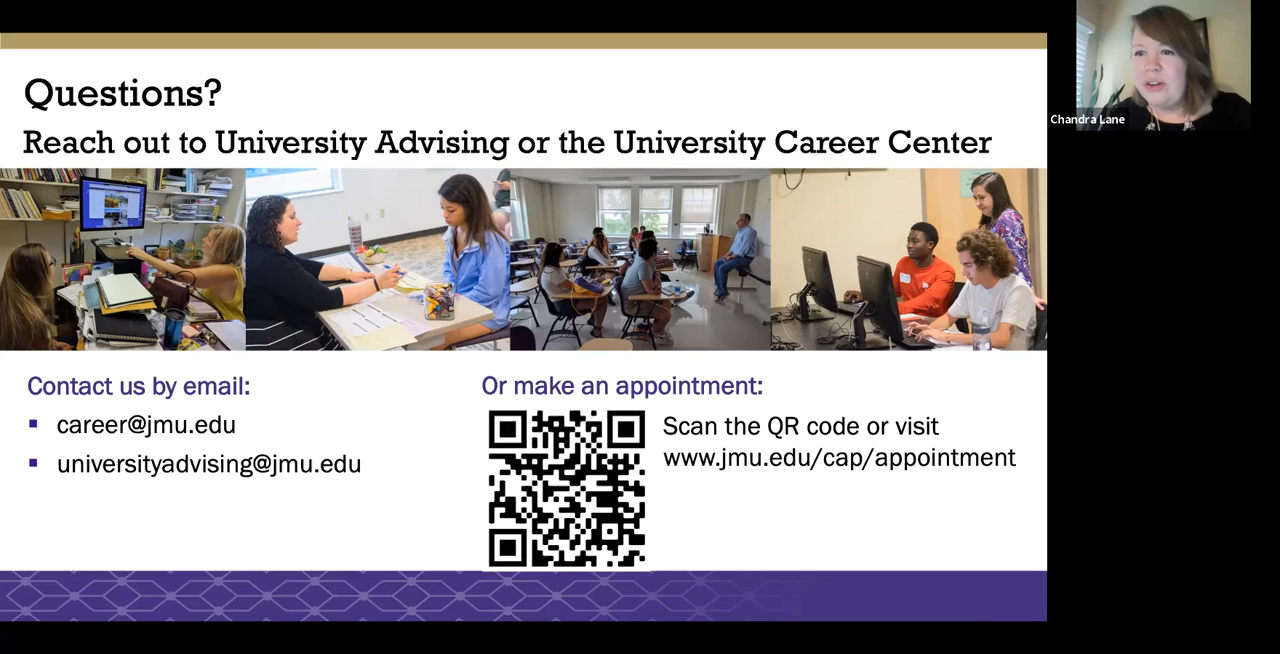 Questions?
Reach out to University Advising or the University Career Center
Contact us by email:
▪ career@jmu.edu
▪ universityadvising@jmu.edu
Or make an appointment:
Scan the QR code or visit
www.jmu.edu/cap/appointment
Chandra Lane